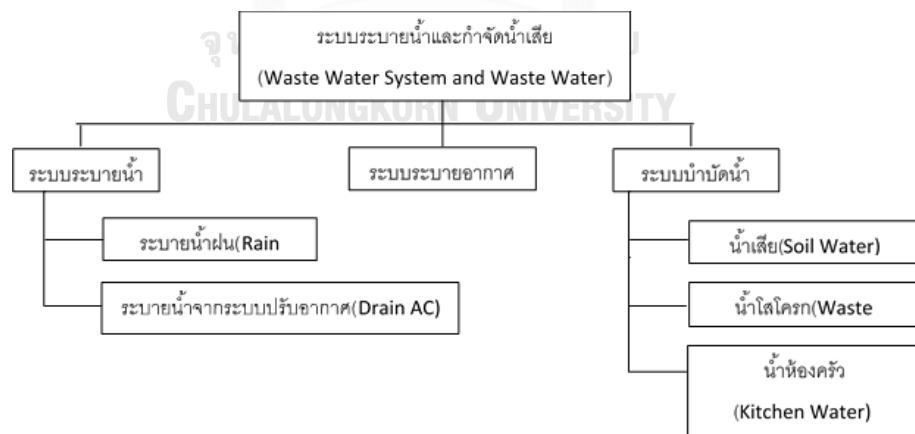 ระบบระบายน้ำและกำจัดน้ำเสีย
(Waste Water System and Waste Water)
CHULALONGKORN UNIVERSITY
ระบบระบายน้ำ
ระบบระบายอากาศ
ระบบบำบัดน้ำ
ระบายน้ำฝน(Rain
น้ำเสีย(Soil Water)
ระบายน้ำจากระบบปรับอากาศ(Drain AC)
น้ำโสโครก(Waste
น้ำห้องครัว
(Kitchen Water)